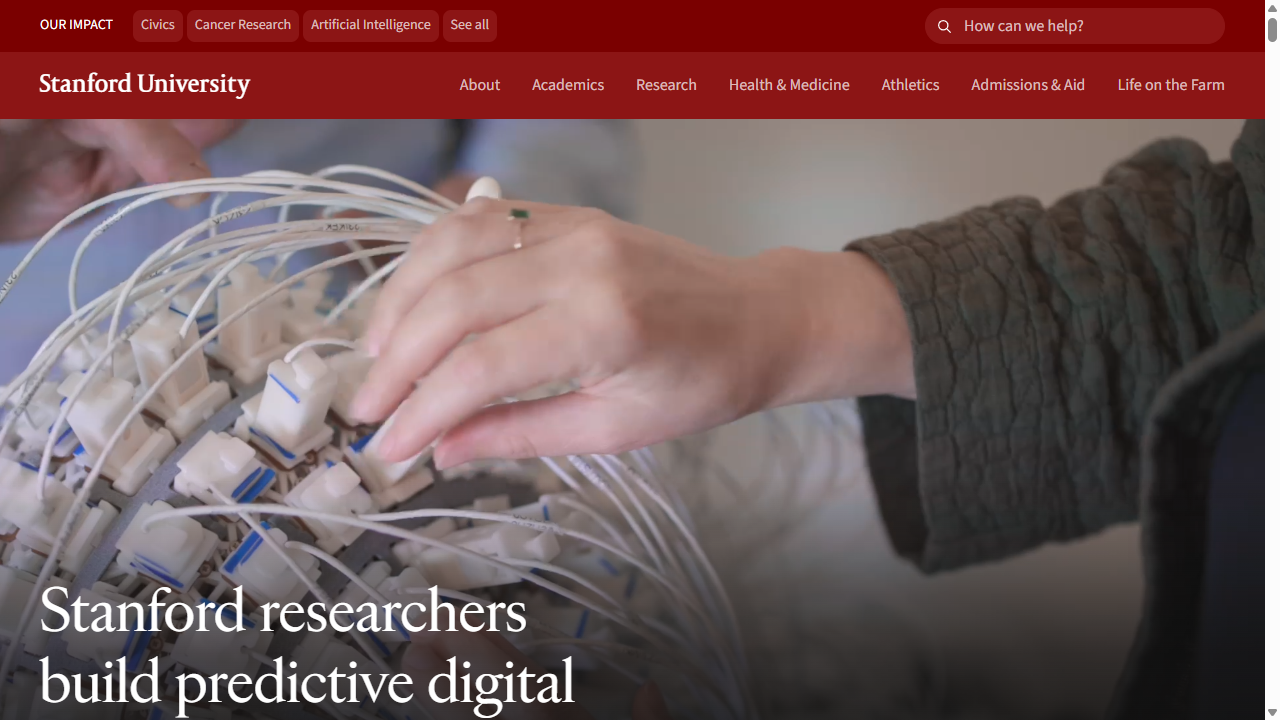 OUR IMPACT
Civics
Cancer Research
Artificial Intelligence
See all
How can we help?
Stanford University
About
Academics
Research
Health & Medicine
Athletics
Admissions & Aid
Life on the Farm
Stanford researchers
build predictive digital